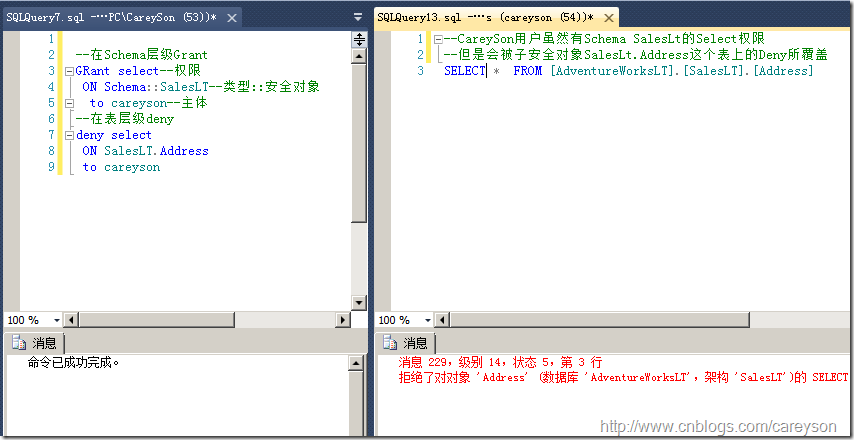 SQLQuery7.sql -...PC\CareySon (53))*
1
2 --在Schema层级Grant
3 GRant select--权限
4 ON Schema::SalesLT--类型::安全对象
5 to careyson--主体
6 --在表层级deny
7 deny select
8 ON SalesLT.Address
9 to careyson
100 %
消息
命令已成功完成。
SQLQuery13.sql -...s (careyson (54))*
1 --CareySon用户虽然有Schema SalesLt的Select权限
2 --但是会被子安全对象SalesLt.Address这个表上的Deny所覆盖
3 SELECT * FROM [AdventureWorksLT].[SalesLT].[Address]
100 %
消息
消息 229，级别 14，状态 5，第 3 行
拒绝了对对象 'Address' (数据库 'AdventureWorksLT'，架构 'SalesLT')的 SELECT
http://www.cnblogs.com/careyson